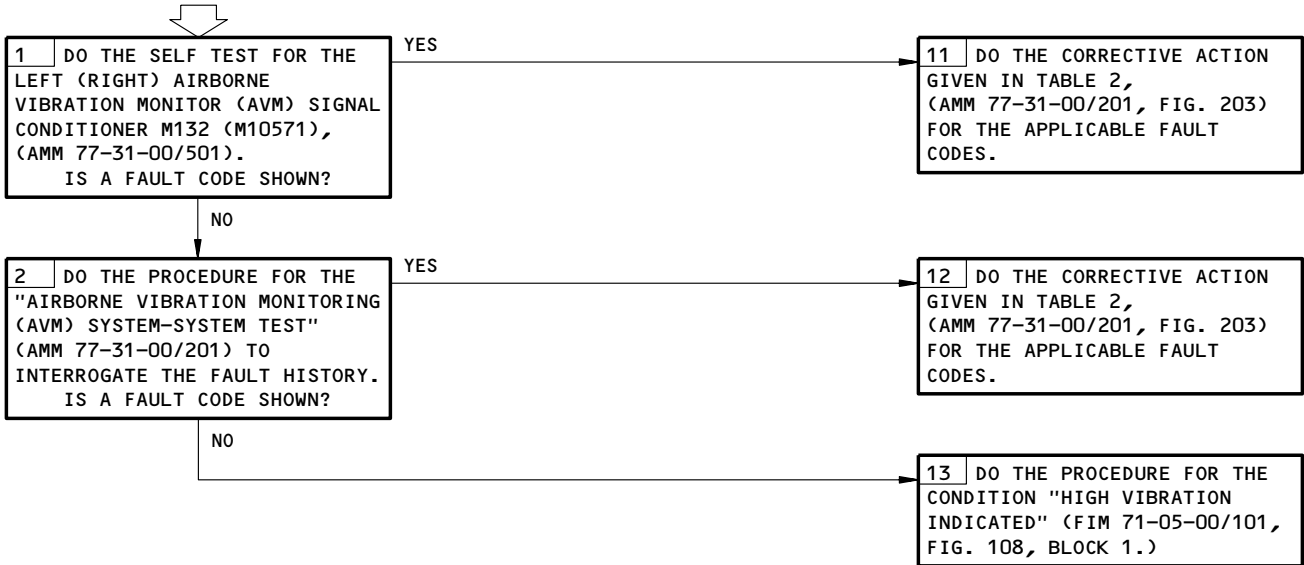 1 DO THE SELF TEST FOR THE
LEFT (RIGHT) AIRBORNE
VIBRATION MONITOR (AVM) SIGNAL
CONDITIONER M132 (M10571),
(AMM 77-31-00/501).
IS A FAULT CODE SHOWN?
YES
11 DO THE CORRECTIVE ACTION
GIVEN IN TABLE 2,
(AMM 77-31-00/201, FIG. 203)
FOR THE APPLICABLE FAULT
CODES.
NO
2 DO THE PROCEDURE FOR THE
"AIRBORNE VIBRATION MONITORING
(AVM) SYSTEM-SYSTEM TEST"
(AMM 77-31-00/201) TO
INTERROGATE THE FAULT HISTORY.
IS A FAULT CODE SHOWN?
YES
12 DO THE CORRECTIVE ACTION
GIVEN IN TABLE 2,
(AMM 77-31-00/201, FIG. 203)
FOR THE APPLICABLE FAULT
CODES.
NO
13 DO THE PROCEDURE FOR THE
CONDITION "HIGH VIBRATION
INDICATED" (FIM 71-05-00/101,
FIG. 108, BLOCK 1.)